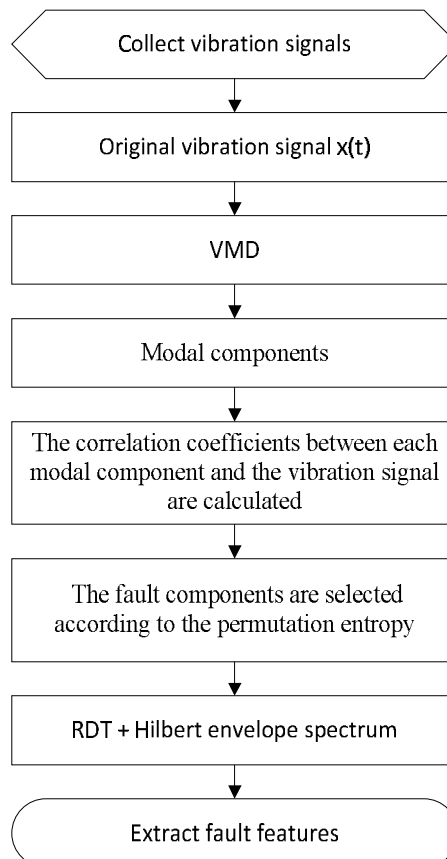 Collect vibration signals
Original vibration signal x(t)
VMD
Modal components
The correlation coefficients between each
modal component and the vibration signal
are calculated
The fault components are selected
according to the permutation entropy
RDT + Hilbert envelope spectrum
Extract fault features